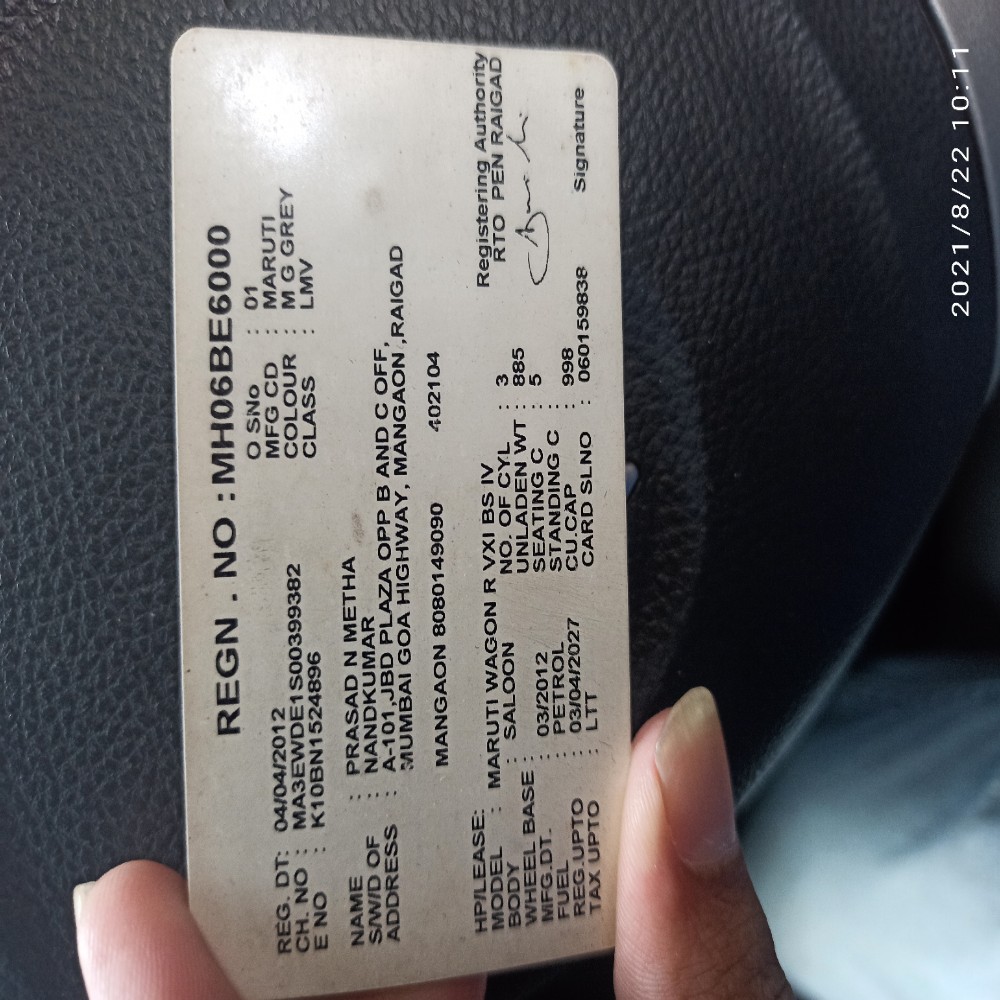 REGN . NO : MH06BE6000
REG. DT: 04/04/2012 O SNo : 01
CH. NO : MA3EWDE1S00399382 MFG CD : MARUTI
E NO : K10BN1524896 COLOUR : M G GREY
CLASS : LMV
NAME : PRASAD N METHA
S/W/D OF : NANDKUMAR
ADDRESS : A-101,JBD PLAZA OPP B AND C OFF,
MUMBAI GOA HIGHWAY, MANGAON ,RAIGAD
MANGAON 8080149090 402104
HP/LEASE:
MODEL : MARUTI WAGON R VXI BS IV
BODY : SALOON NO. OF CYL : 3
WHEEL BASE : UNLADEN WT : 885
MFG.DT. : 03/2012 SEATING C : 5
FUEL : PETROL STANDING C :
REG.UPTO : 03/04/2027 CU.CAP : 998
TAX UPTO : LTT CARD SLNO : 060159838
Registering Authority
RTO PEN RAIGAD
Signature
2021/8/22 10:11